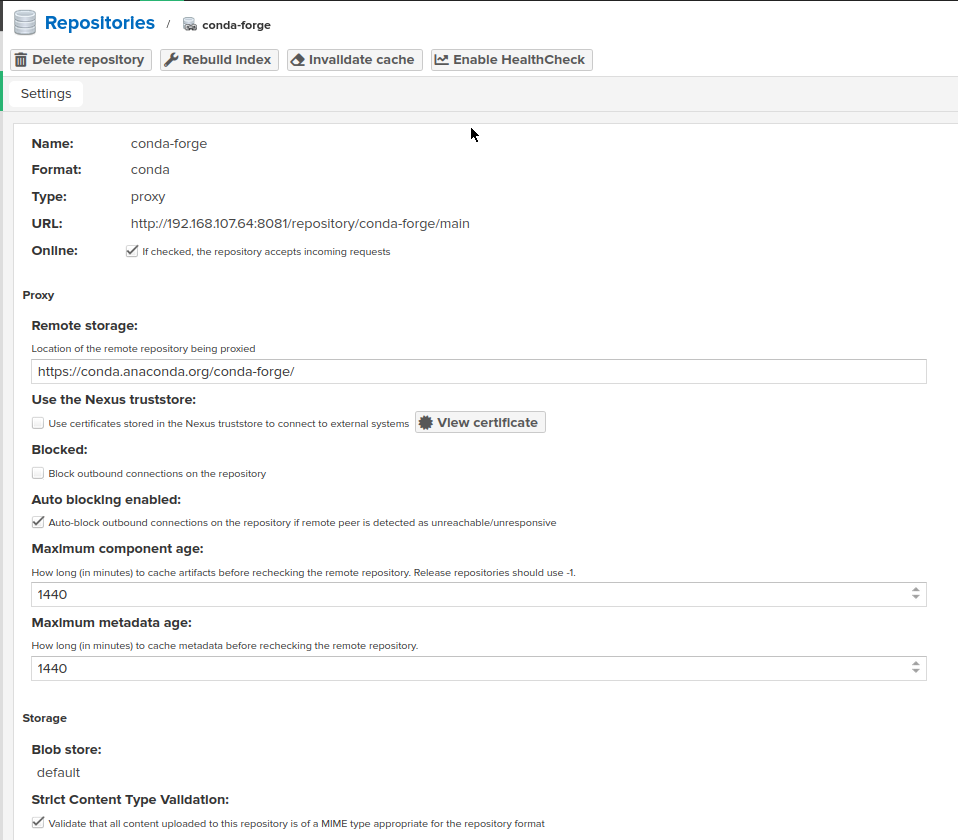 Repositories / conda-forge
Delete repository Rebuild Index Invalidate cache Enable HealthCheck
Settings
Name: conda-forge
Format: conda
Type: proxy
URL: http://192.168.107.64:8081/repository/conda-forge/main
Online: If checked, the repository accepts incoming requests
Proxy
Remote storage:
Location of the remote repository being proxied
https://conda.anaconda.org/conda-forge/
Use the Nexus truststore:
Use certificates stored in the Nexus truststore to connect to external systems View certificate
Blocked:
Block outbound connections on the repository
Auto blocking enabled:
Auto-block outbound connections on the repository if remote peer is detected as unreachable/unresponsive
Maximum component age:
How long (in minutes) to cache artifacts before rechecking the remote repository. Release repositories should use -1.
1440
Maximum metadata age:
How long (in minutes) to cache metadata before rechecking the remote repository.
1440
Storage
Blob store:
default
Strict Content Type Validation:
Validate that all content uploaded to this repository is of a MIME type appropriate for the repository format